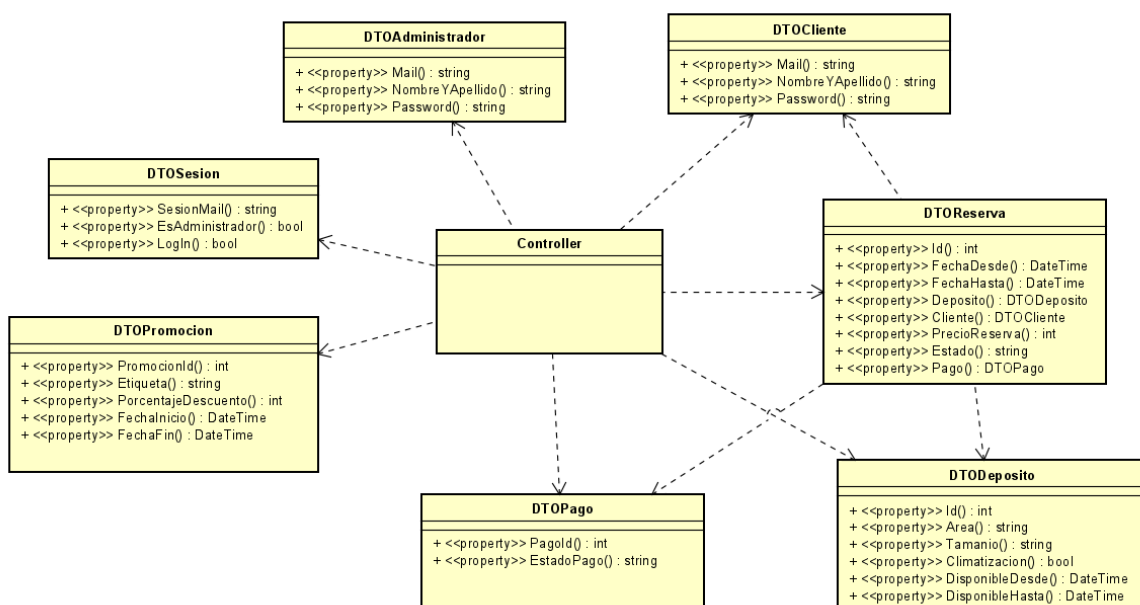 DTOAdministrador
+ <<property>> Mail() : string
+ <<property>> NombreYApellido() : string
+ <<property>> Password() : string
DTOCliente
+ <<property>> Mail() : string
+ <<property>> NombreYApellido() : string
+ <<property>> Password() : string
DTOSesion
+ <<property>> SesionMail() : string
+ <<property>> EsAdministrador() : bool
+ <<property>> LogIn() : bool
Controller
DTOReserva
+ <<property>> Id() : int
+ <<property>> FechaDesde() : DateTime
+ <<property>> FechaHasta() : DateTime
+ <<property>> Deposito() : DTODeposito
+ <<property>> Cliente() : DTOCliente
+ <<property>> PrecioReserva() : int
+ <<property>> Estado() : string
+ <<property>> Pago() : DTOPago
DTOPromocion
+ <<property>> PromocionId() : int
+ <<property>> Etiqueta() : string
+ <<property>> PorcentajeDescuento() : int
+ <<property>> FechaInicio() : DateTime
+ <<property>> FechaFin() : DateTime
DTOPago
+ <<property>> PagoId() : int
+ <<property>> EstadoPago() : string
DTODeposito
+ <<property>> Id() : int
+ <<property>> Area() : string
+ <<property>> Tamanio() : string
+ <<property>> Climatizacion() : bool
+ <<property>> DisponibleDesde() : DateTime
+ <<property>> DisponibleHasta() : DateTime